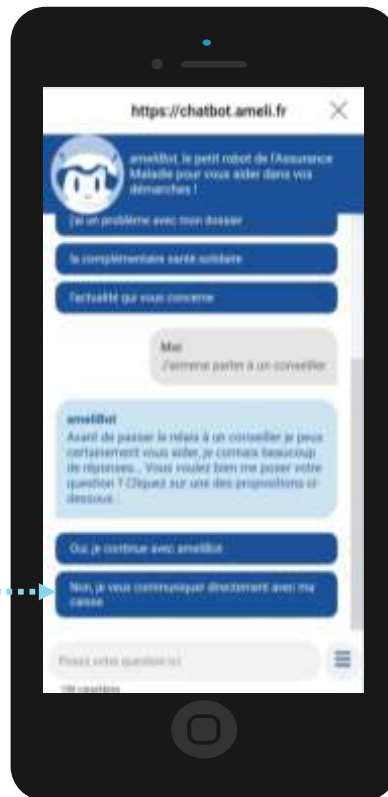 https://chatbot.ameli.fr
ameliBot, le petit robot de l'Assurance
Maladie pour vous aider dans vos
démarches !
j'ai un problème avec mon dossier
la complémentaire santé solidaire
l'actualité qui vous concerne
Moi
J'aimerai parler à un conseiller
ameliBot
Avant de passer le relais à un conseiller je peux
certainement vous aider, je connais beaucoup
de réponses... Vous voulez bien me poser votre
question ? Cliquez sur une des propositions ci-
dessous :
Oui, je continue avec ameliBot
Non, je veux communiquer directement avec ma
caisse
Posez votre question ici
caractères